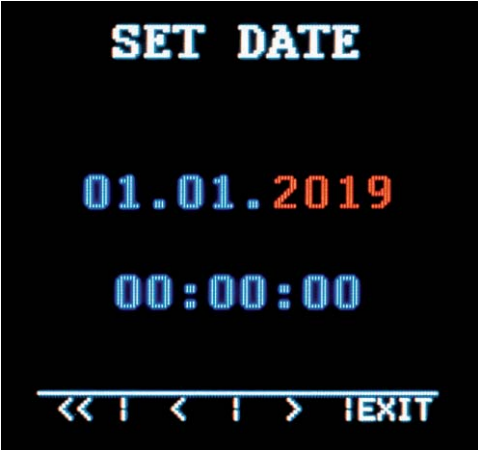 SET DATE
01.01.2019
00:00:00
<< ¦ < ¦ > ¦EXIT